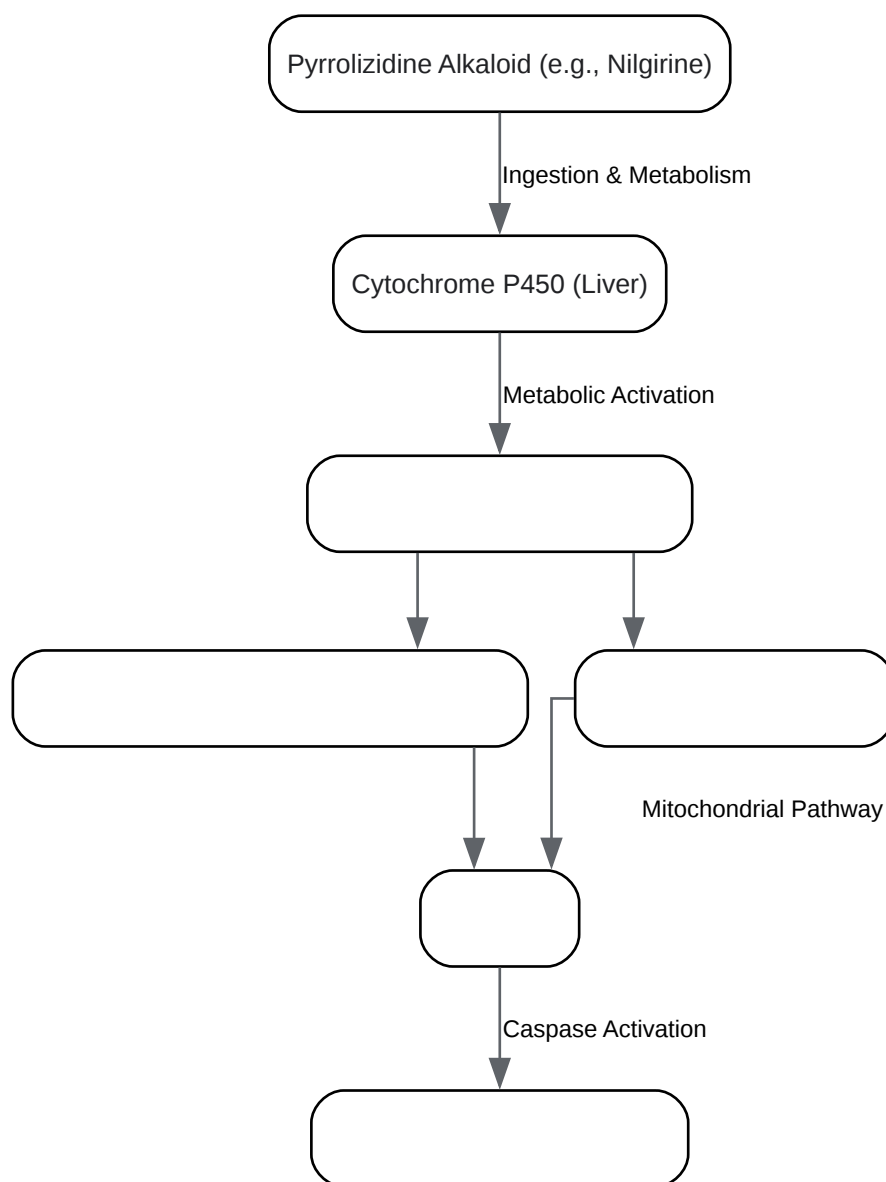 Pyrrolizidine Alkaloid (e.g., Nilgirine)
Ingestion & Metabolism
Cytochrome P450 (Liver)
Metabolic Activation
Mitochondrial Pathway
Caspase Activation